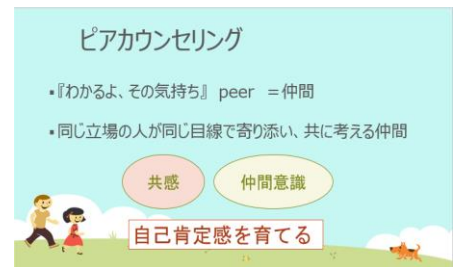 ピアカウンセリング
▪『わかるよ、その気持ち』 peer ＝仲間
▪同じ立場の人が同じ目線で寄り添い、共に考える仲間
共感
仲間意識
自己肯定感を育てる